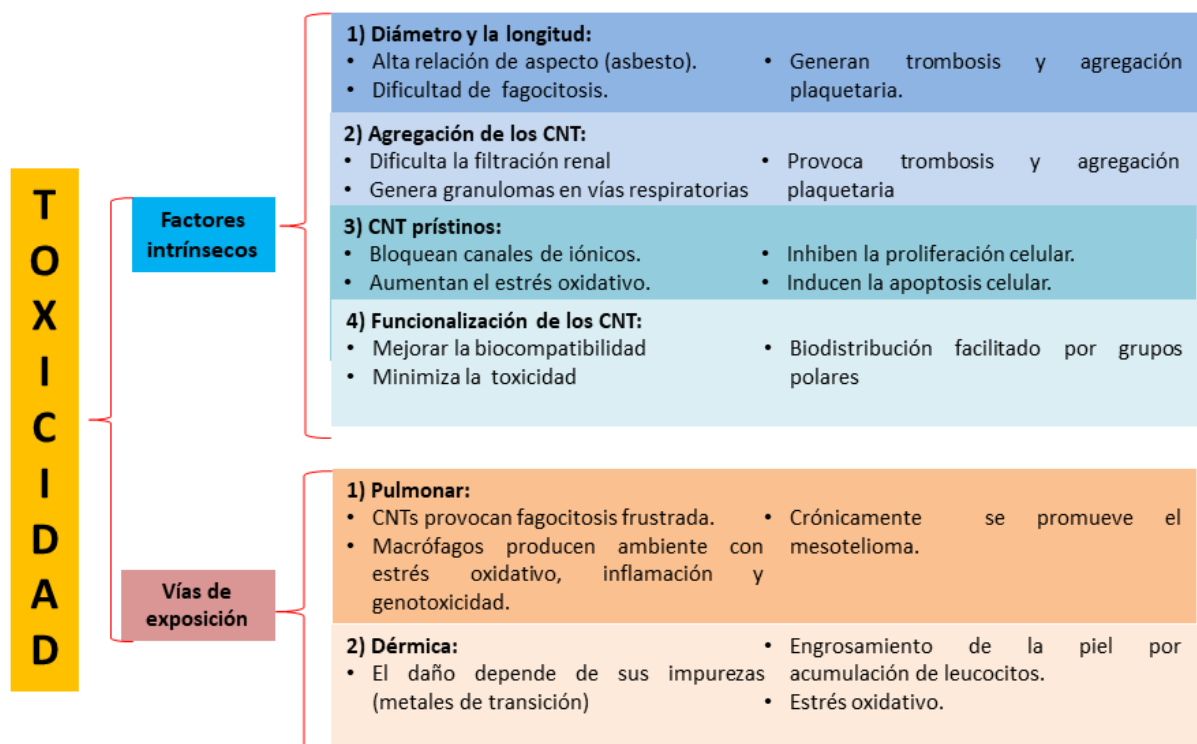 TOXICIDAD
Factores
intrínsecos
1) Diámetro y la longitud:
• Alta relación de aspecto (asbesto).
• Dificultad de fagocitosis.
• Generan trombosis y agregación
plaquetaria.
2) Agregación de los CNT:
• Dificulta la filtración renal
• Genera granulomas en vías respiratorias
• Provoca trombosis y agregación
plaquetaria
3) CNT prístinos:
• Bloquean canales de iónicos.
• Aumentan el estrés oxidativo.
• Inhiben la proliferación celular.
• Inducen la apoptosis celular.
4) Funcionalización de los CNT:
• Mejorar la biocompatibilidad
• Minimiza la toxicidad
• Biodistribución facilitado por grupos
polares
Vías de
exposición
1) Pulmonar:
• CNTs provocan fagocitosis frustrada.
• Macrófagos producen ambiente con
estrés oxidativo, inflamación y
genotoxicidad.
• Crónicamente se promueve el
mesotelioma.
2) Dérmica:
• El daño depende de sus impurezas
(metales de transición)
• Engrosamiento de la piel por
acumulación de leucocitos.
• Estrés oxidativo.